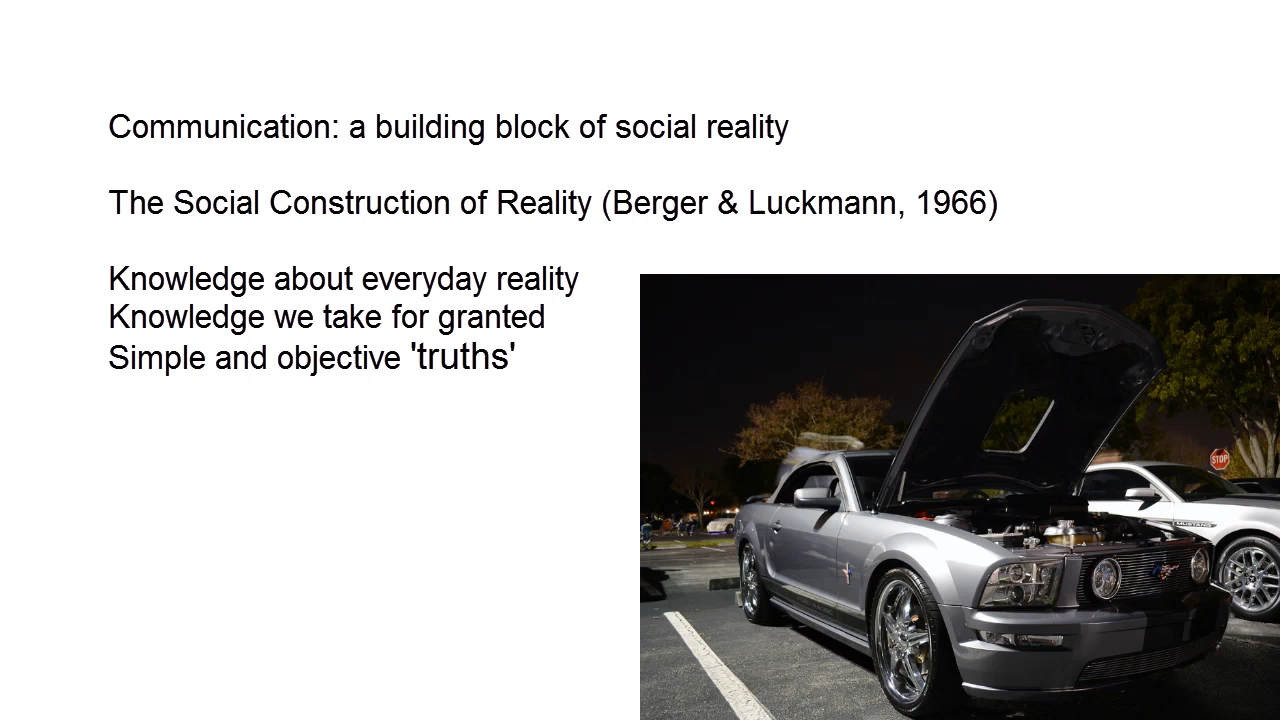 Communication: a building block of social reality
The Social Construction of Reality (Berger & Luckmann, 1966)
Knowledge about everyday reality
Knowledge we take for granted
Simple and objective 'truths'
STOP
MUSTANG